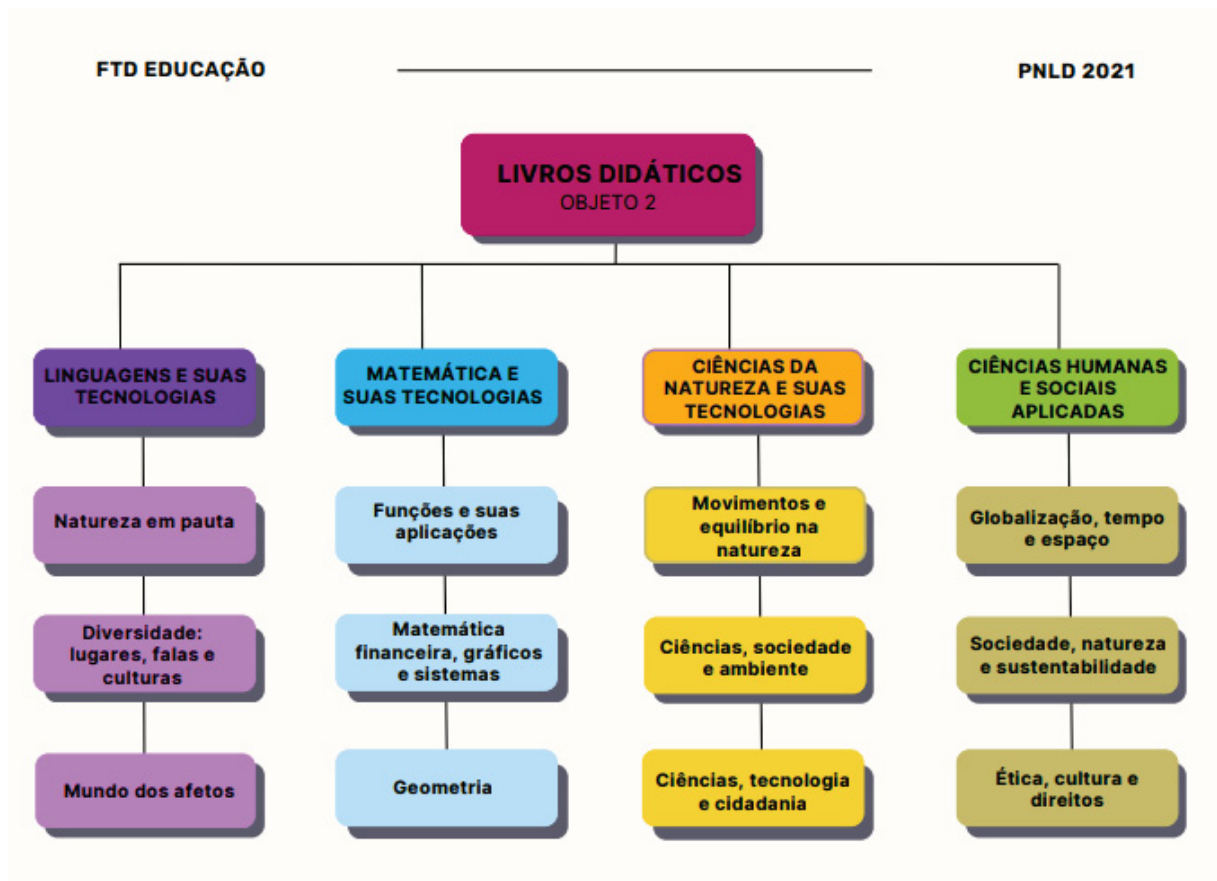 FTD EDUCAÇÃO
PNLD 2021
LIVROS DIDÁTICOS
OBJETO 2
LINGUAGENS E SUAS
TECNOLOGIAS
Natureza em pauta
Diversidade:
lugares, falas e
culturas
Mundo dos afetos
MATEMÁTICA E
SUAS TECNOLOGIAS
Funções e suas
aplicações
Matemática
financeira, gráficos
e sistemas
Geometria
CIÊNCIAS DA
NATUREZA E SUAS
TECNOLOGIAS
Movimentos e
equilíbrio na
natureza
Ciências, sociedade
e ambiente
Ciências, tecnologia
e cidadania
CIÊNCIAS HUMANAS
E SOCIAIS
APLICADAS
Globalização, tempo
e espaço
Sociedade, natureza
e sustentabilidade
Ética, cultura e
direitos